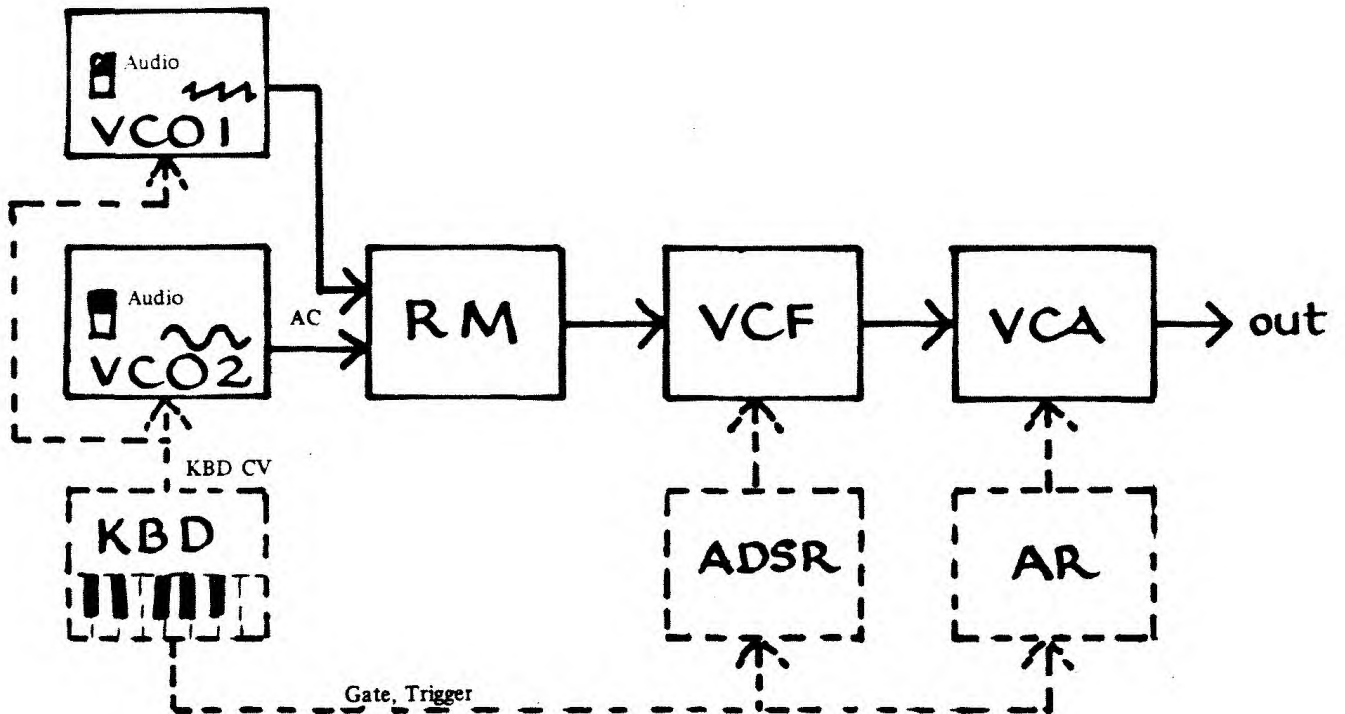 Audio
VCO1
Audio
VCO2
AC
RM
VCF
VCA
out
KBD CV
KBD
ADSR
AR
Gate, Trigger